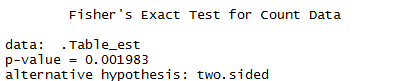 Fisher's Exact Test for Count Data
data:  .Table_est
p-value = 0.001983
alternative hypothesis: two.sided